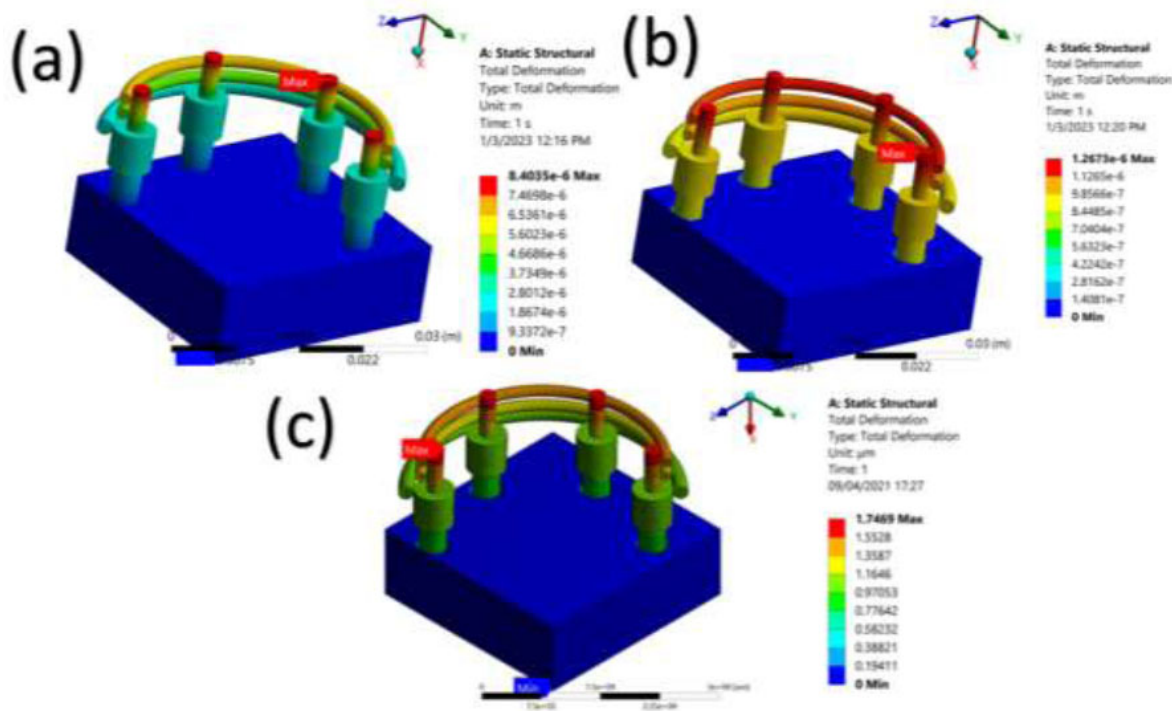 (a)
Z
Y
X
A: Static Structural
Total Deformation
Type: Total Deformation
Unit: m
Time: 1 s
1/3/2023 12:16 PM
8.4035e-6 Max
7.4698e-6
6.5361e-6
5.6023e-6
4.6686e-6
3.7349e-6
2.8012e-6
1.8674e-6
9.3372e-7
0 Min
Max
0
0.03 (m)
0.022
(b)
Z
Y
X
A: Static Structural
Total Deformation
Type: Total Deformation
Unit: m
Time: 1 s
1/3/2023 12:20 PM
1.2673e-6 Max
1.1265e-6
9.8566e-7
8.4485e-7
7.0404e-7
5.6323e-7
4.2242e-7
2.8162e-7
1.4081e-7
0 Min
Max
0
0.03 (m)
0.022
(c)
Z
Y
X
A: Static Structural
Total Deformation
Type: Total Deformation
Unit: µm
Time: 1
09/04/2021 17:27
1.7469 Max
1.5528
1.3587
1.1646
0.97053
0.77642
0.58232
0.38821
0.19411
0 Min
Max
Min
0